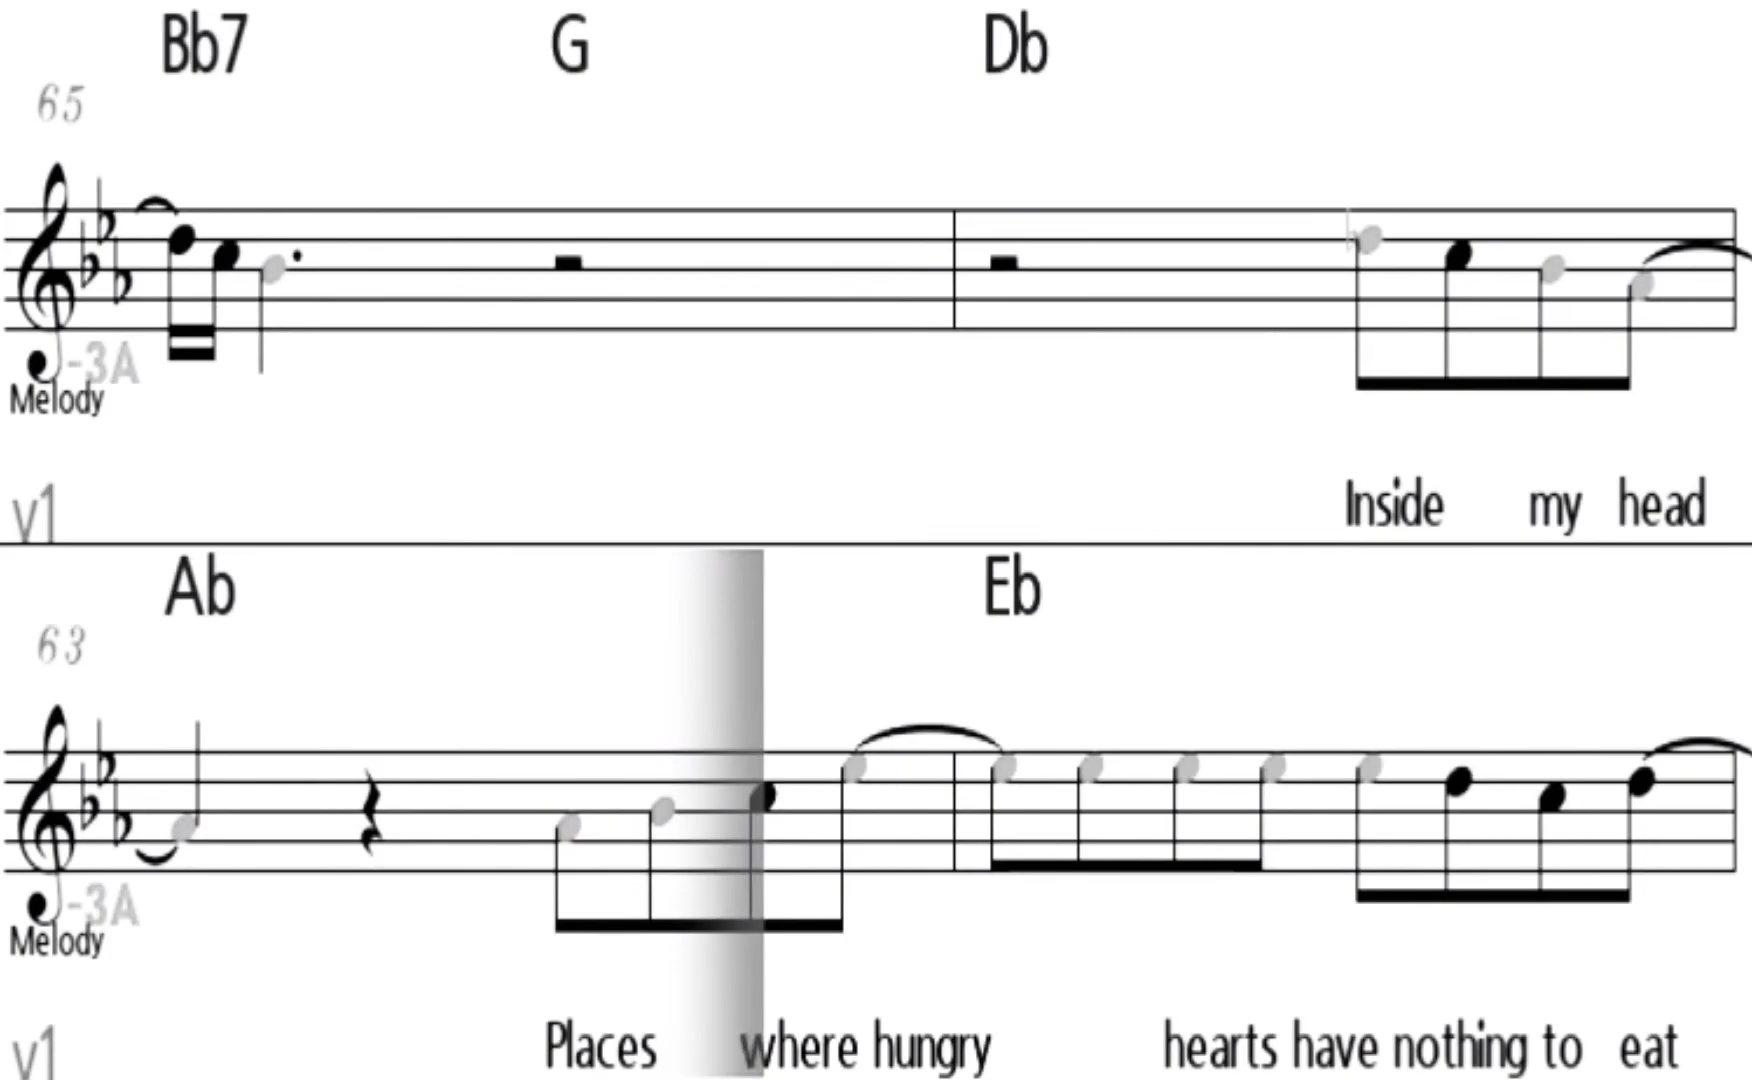 Bb7 G Db
65
-3A
Melody
v1
Inside my head
Ab Eb
63
-3A
Melody
v1
Places where hungry hearts have nothing to eat